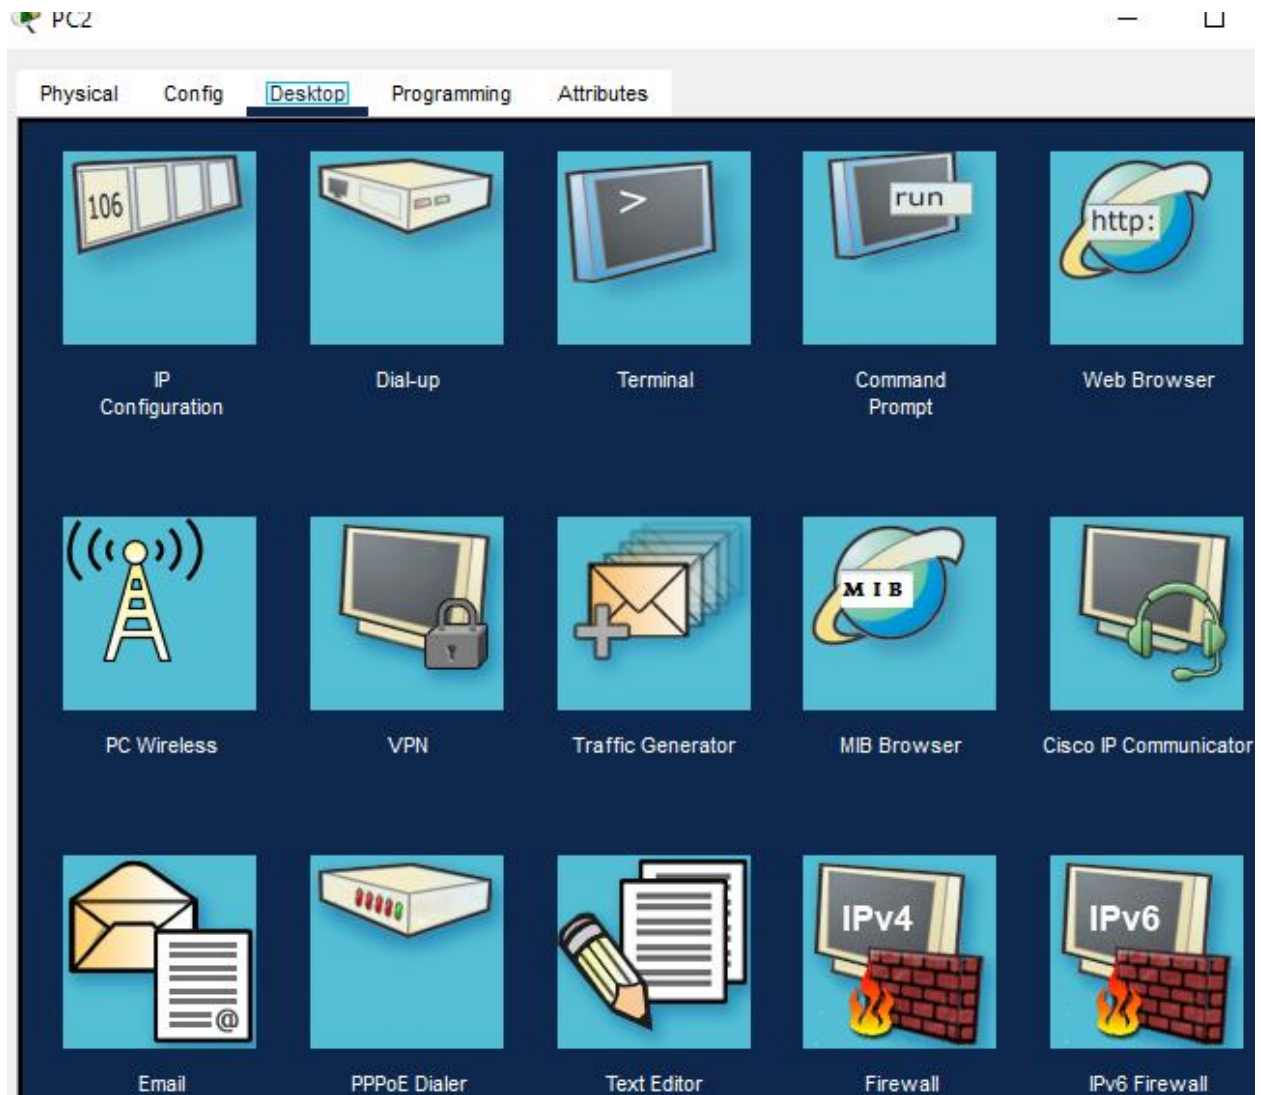 PC2
Physical Config Desktop Programming Attributes
106
>
run
http:
IP
Configuration
Dial-up
Terminal
Command
Prompt
Web Browser
MIB
PC Wireless
VPN
Traffic Generator
MIB Browser
Cisco IP Communicator
@
IPv4
IPv6
Email
PPPoE Dialer
Text Editor
Firewall
IPv6 Firewall